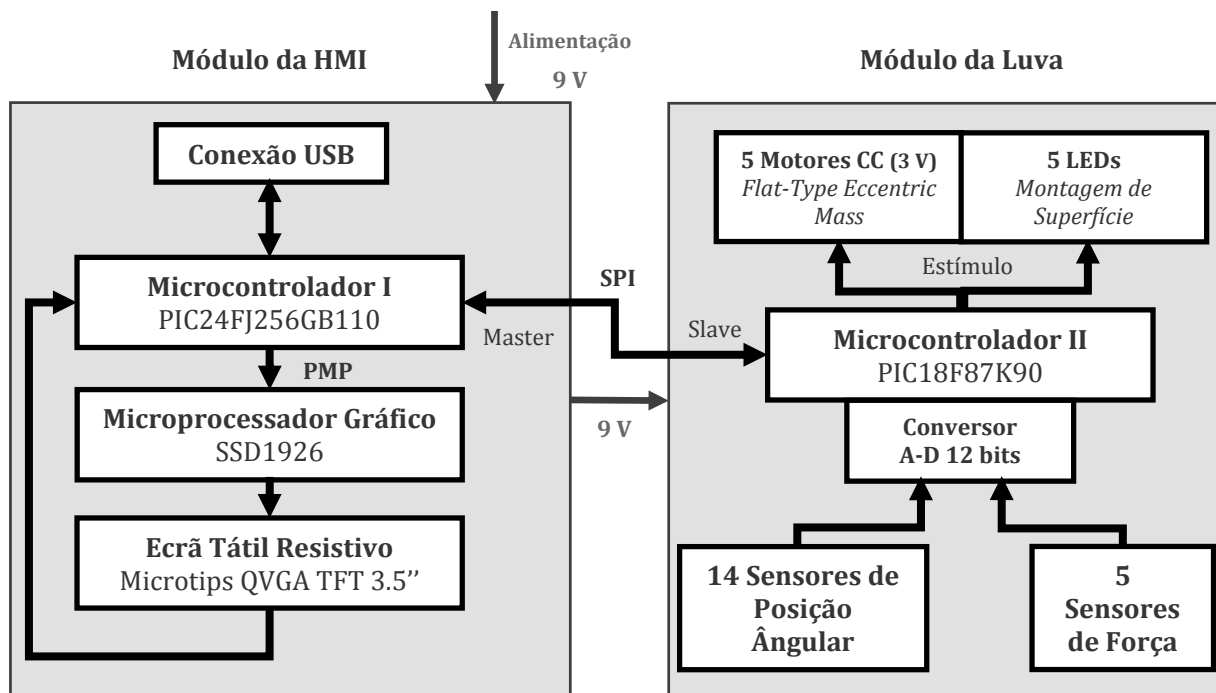 Módulo da HMI
Alimentação
9 V
Módulo da Luva
Conexão USB
Microcontrolador I
PIC24FJ256GB110
PMP
Microprocessador Gráfico
SSD1926
Ecrã Tátil Resistivo
Microtips QVGA TFT 3.5’’
SPI
Master
Slave
9 V
5 Motores CC (3 V)
Flat-Type Eccentric
Mass
5 LEDs
Montagem de
Superfície
Estímulo
Microcontrolador II
PIC18F87K90
Conversor
A-D 12 bits
14 Sensores de
Posição
Ângular
5
Sensores
de Força